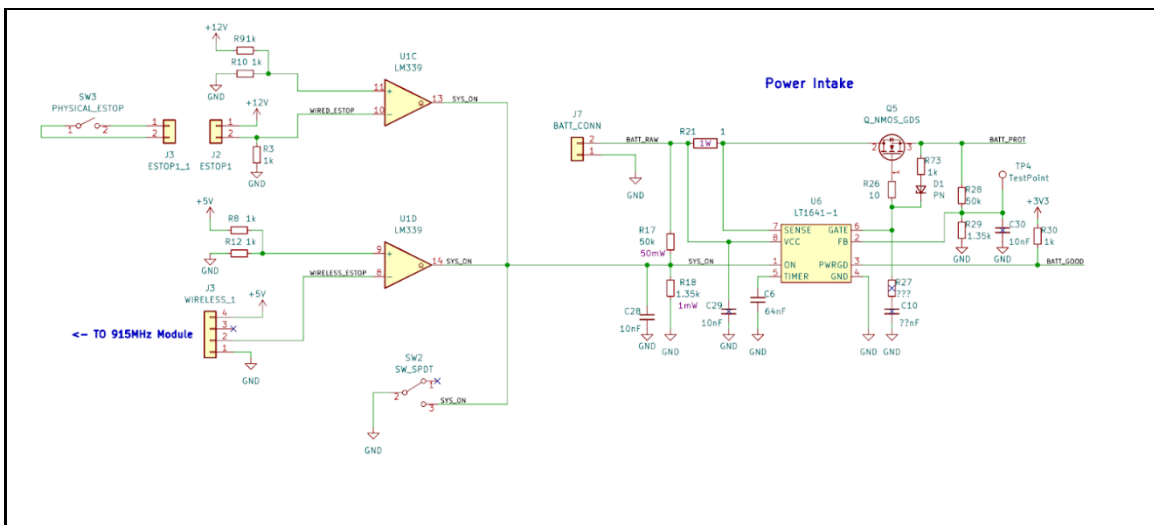 +12V
R91k
R10 1k
GND
U1C
LM339
11
+
10
-
Q
13
SYS_ON
SW3
PHYSICAL_ESTOP
1
2
1
2
J3
ESTOP1_1
+12V
1
2
J2
ESTOP1
WIRED_ESTOP
R3
1k
GND
+5V
R8 1k
R12 1k
GND
U1D
LM339
9
+
8
-
Q
14
SYS_ON
WIRELESS_ESTOP
J3
WIRELESS_1
+5V
4
3
2
1
GND
<- TO 915MHz Module
SW2
SW_SPDT
1
2
3
SYS_ON
GND
Power Intake
J7
BATT_CONN
2
1
GND
BATT_RAW
R21
1
1W
Q5
Q_NMOS_GDS
2
3
1
BATT_PROT
R73
1k
D1
PN
R26
10
R28
50k
TP4
TestPoint
R29
1.35k
GND
C30
10nF
GND
+3V3
R30
1k
BATT_GOOD
U6
LT1641-1
7
SENSE
8
VCC
1
ON
5
TIMER
GATE
6
FB
2
PWRGD
3
GND
4
R17
50k
50mW
SYS_ON
R18
1.35k
1mW
GND
C28
10nF
GND
C29
10nF
GND
C6
64nF
GND
GND
R27
???
C10
??nF
GND